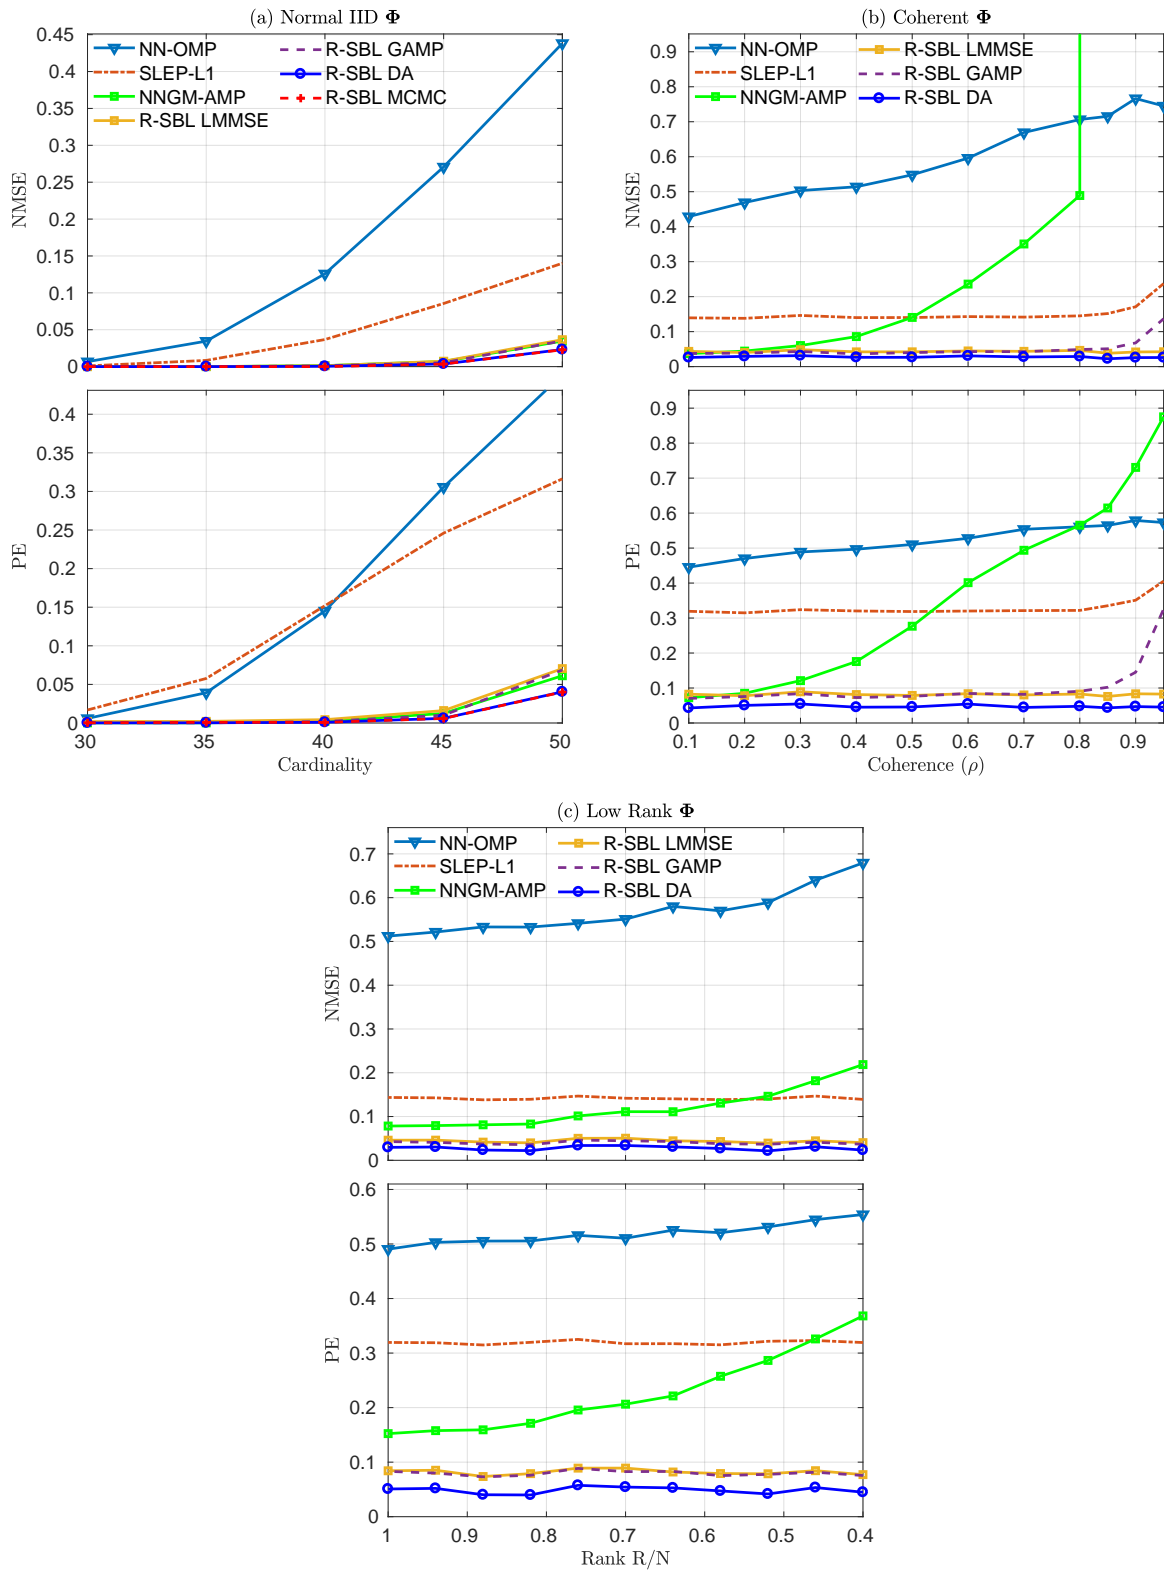 (a) Normal IID Φ
NN-OMP
SLEP-L1
NNGM-AMP
R-SBL LMMSE
R-SBL GAMP
R-SBL DA
R-SBL MCMC
NMSE
0.45
0.4
0.35
0.3
0.25
0.2
0.15
0.1
0.05
0
PE
0.4
0.35
0.3
0.25
0.2
0.15
0.1
0.05
0
30 35 40 45 50
Cardinality
(b) Coherent Φ
NN-OMP
SLEP-L1
NNGM-AMP
R-SBL LMMSE
R-SBL GAMP
R-SBL DA
NMSE
0.9
0.8
0.7
0.6
0.5
0.4
0.3
0.2
0.1
0
PE
0.9
0.8
0.7
0.6
0.5
0.4
0.3
0.2
0.1
0
0.1 0.2 0.3 0.4 0.5 0.6 0.7 0.8 0.9
Coherence (ρ)
(c) Low Rank Φ
NN-OMP
SLEP-L1
NNGM-AMP
R-SBL LMMSE
R-SBL GAMP
R-SBL DA
NMSE
0.7
0.6
0.5
0.4
0.3
0.2
0.1
0
PE
0.6
0.5
0.4
0.3
0.2
0.1
0
1 0.9 0.8 0.7 0.6 0.5 0.4
Rank R/N